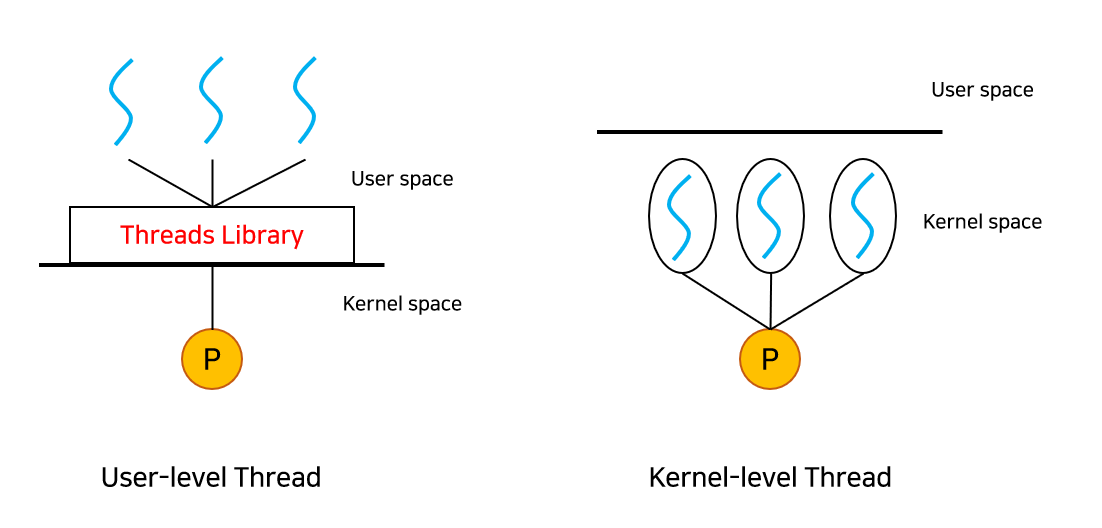 User space
Threads Library
Kernel space
P
User-level Thread
User space
Kernel space
P
Kernel-level Thread